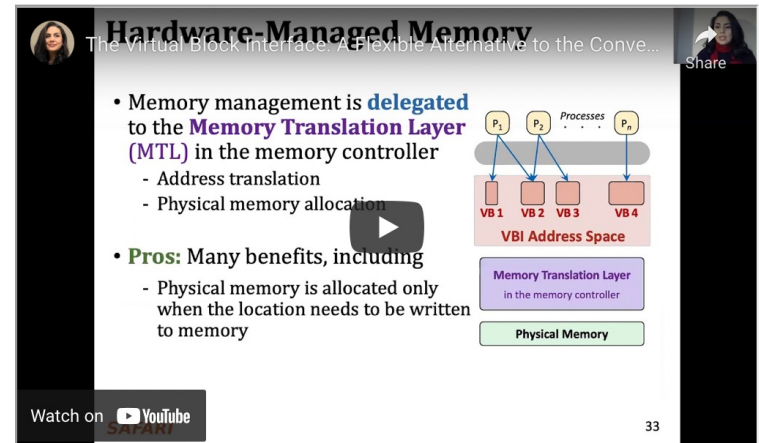 Hardware-Managed Memory
The Virtual Block Interface: A Flexible Alternative to the Conve...
Share
• Memory management is delegated
to the Memory Translation Layer
(MTL) in the memory controller
- Address translation
- Physical memory allocation
• Pros: Many benefits, including
- Physical memory is allocated only
when the location needs to be written
to memory
Processes
P1 P2 . . . Pn
VB 1 VB 2 VB 3 VB 4
VBI Address Space
Memory Translation Layer
in the memory controller
Physical Memory
Watch on YouTube
SAFARI
33